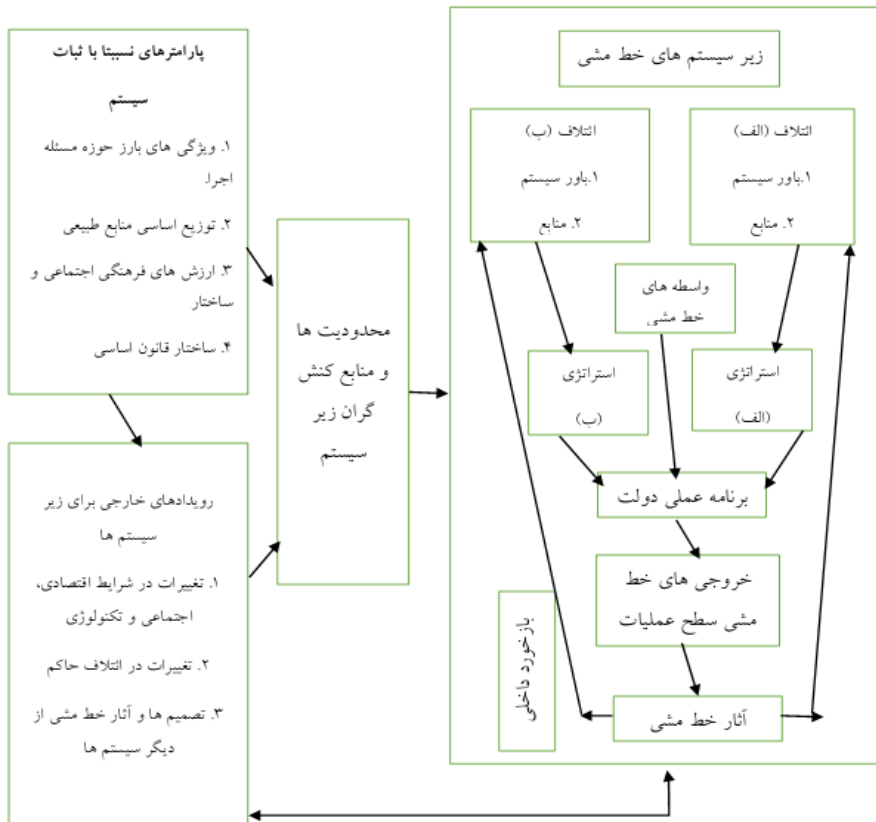 پارامترهای نسبتا با ثبات
سیستم
۱. ویژگی های بارز حوزه مسئله
اجرا.
۲. توزیع اساسی منابع طبیعی
۳. ارزش های فرهنگی اجتماعی و
ساختار
۴. ساختار قانون اساسی
رویدادهای خارجی برای زیر
سیستم ها
۱. تغییرات در شرایط اقتصادی،
اجتماعی و تکنولوژی
۲. تغییرات در ائتلاف حاکم
۳. تصمیم ها و آثار خط مشی از
دیگر سیستم ها
محدودیت ها
و منابع کنش
گران زیر
سیستم
زیر سیستم های خط مشی
ائتلاف (الف)
۱.باور سیستم
۲. منابع
ائتلاف (ب)
۱.باور سیستم
۲. منابع
واسطه های
خط مشی
استراتژی
(الف)
استراتژی
(ب)
برنامه عملی دولت
خروجی های خط
مشی سطح عملیات
آثار خط مشی
بازخورد داخلی